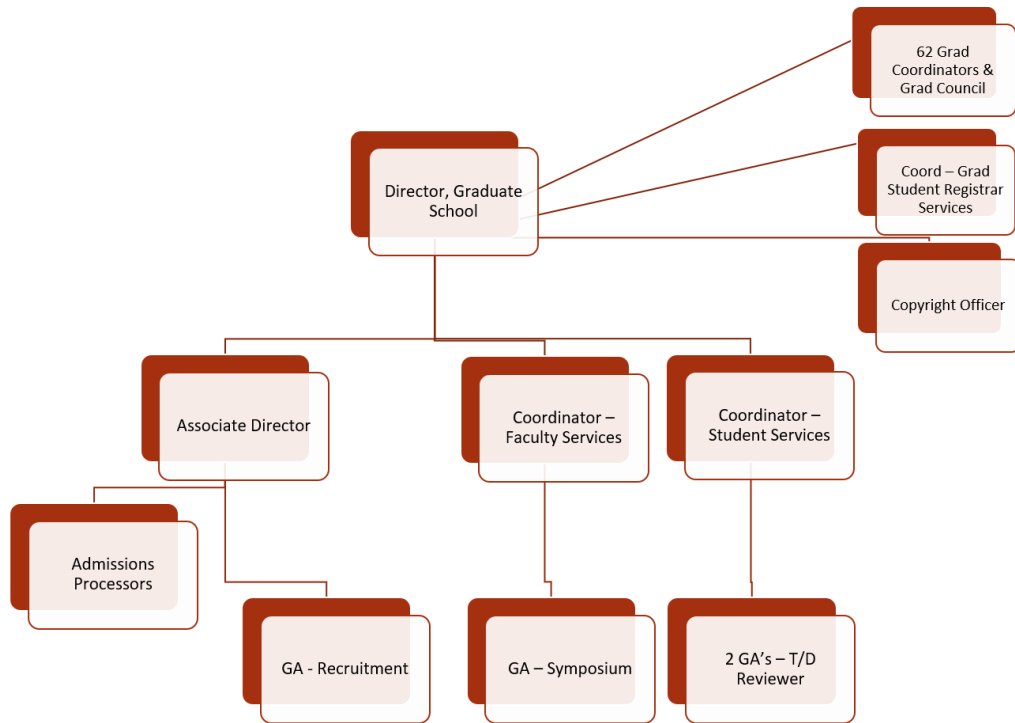 62 Grad
Coordinators &
Grad Council
Director, Graduate
School
Coord – Grad
Student Registrar
Services
Copyright Officer
Associate Director
Coordinator –
Faculty Services
Coordinator –
Student Services
Admissions
Processors
GA - Recruitment
GA – Symposium
2 GA’s – T/D
Reviewer